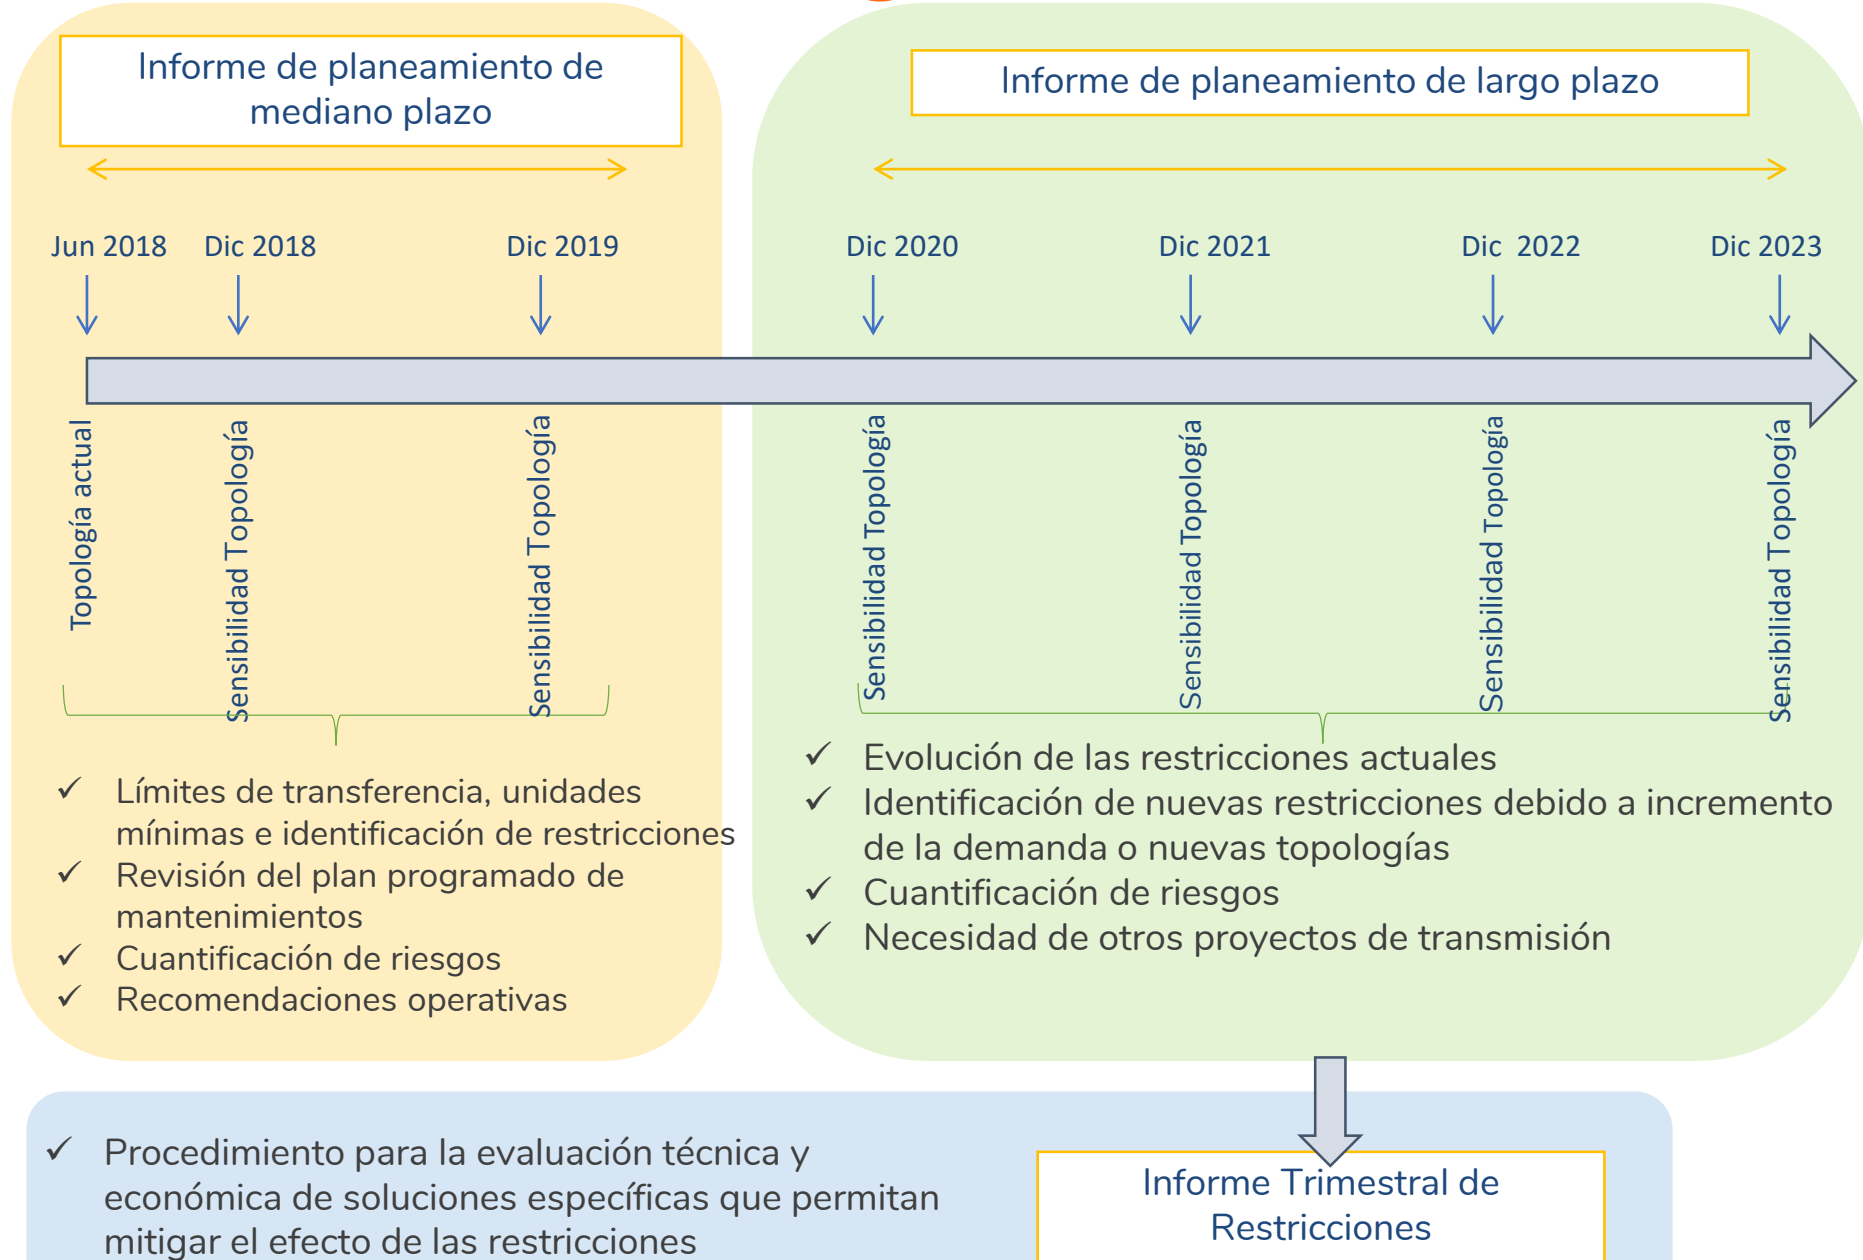 Informe de planeamiento de
mediano plazo
Informe de planeamiento de largo plazo
Jun 2018
Dic 2018
Dic 2019
Dic 2020
Dic 2021
Dic 2022
Dic 2023
Topología actual
Sensibilidad Topología
Sensibilidad Topología
Sensibilidad Topología
Sensibilidad Topología
Sensibilidad Topología
Sensibilidad Topología
✓ Límites de transferencia, unidades
mínimas e identificación de restricciones
✓ Revisión del plan programado de
mantenimientos
✓ Cuantificación de riesgos
✓ Recomendaciones operativas
✓ Evolución de las restricciones actuales
✓ Identificación de nuevas restricciones debido a incremento
de la demanda o nuevas topologías
✓ Cuantificación de riesgos
✓ Necesidad de otros proyectos de transmisión
✓ Procedimiento para la evaluación técnica y
económica de soluciones específicas que permitan
mitigar el efecto de las restricciones
Informe Trimestral de
Restricciones